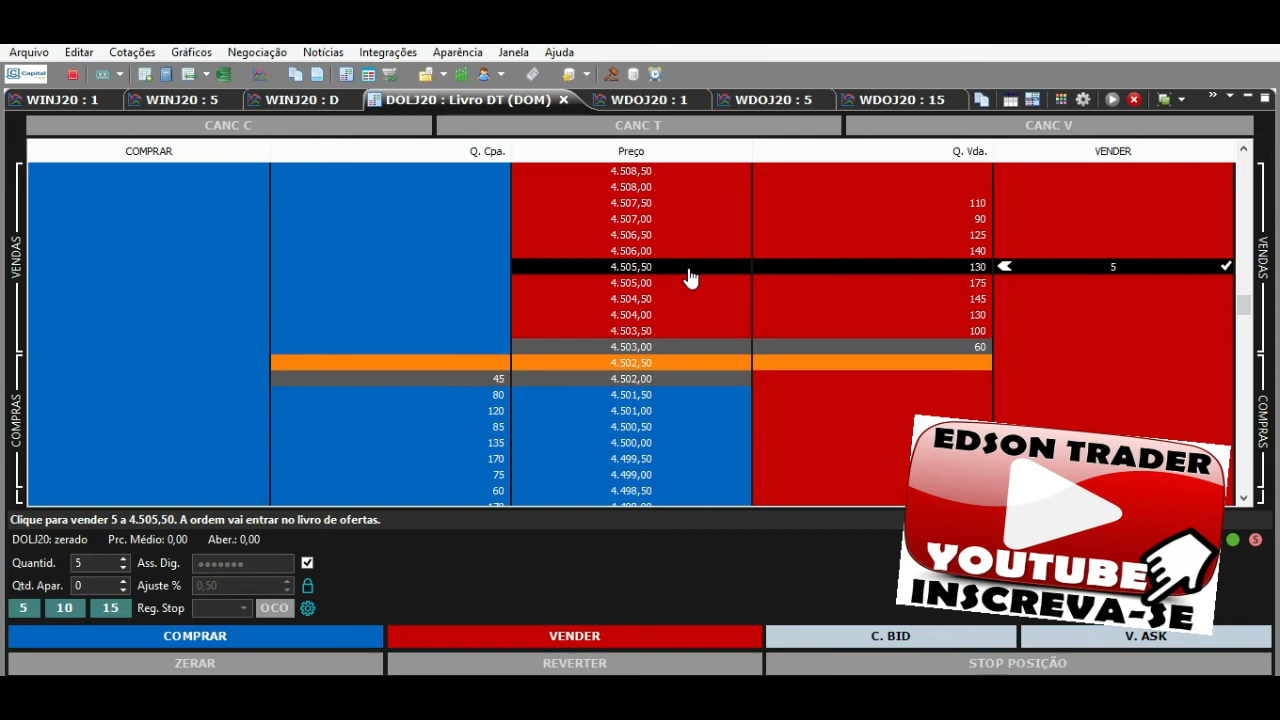 Arquivo Editar Cotações Gráficos Negociação Notícias Integrações Aparência Janela Ajuda
Capital
WINJ20 : 1 WINJ20 : 5 WINJ20 : D DOLJ20 : Livro DT (DOM) WDOJ20 : 1 WDOJ20 : 5 WDOJ20 : 15
CANC C CANC T CANC V
COMPRAR Q. Cpa. Preço Q. Vda. VENDER
4.508,50
4.508,00
4.507,50 110
4.507,00 90
4.506,50 125
4.506,00 140
4.505,50 130 5
4.505,00 175
4.504,50 145
4.504,00 130
4.503,50 100
4.503,00 60
4.502,50
45 4.502,00
80 4.501,50
120 4.501,00
85 4.500,50
135 4.500,00
170 4.499,50
75 4.499,00
60 4.498,50
VENDAS
COMPRAS
VENDAS
COMPRAS
EDSON TRADER
YOUTUBE
INSCREVA-SE
Clique para vender 5 a 4.505,50. A ordem vai entrar no livro de ofertas.
DOLJ20: zerado Prc. Médio: 0,00 Aber.: 0,00
S
Quantid. 5 Ass. Dig.
Qtd. Apar. 0 Ajuste % 0,50
5 10 15 Reg. Stop OCO
COMPRAR VENDER C. BID V. ASK
ZERAR REVERTER STOP POSIÇÃO